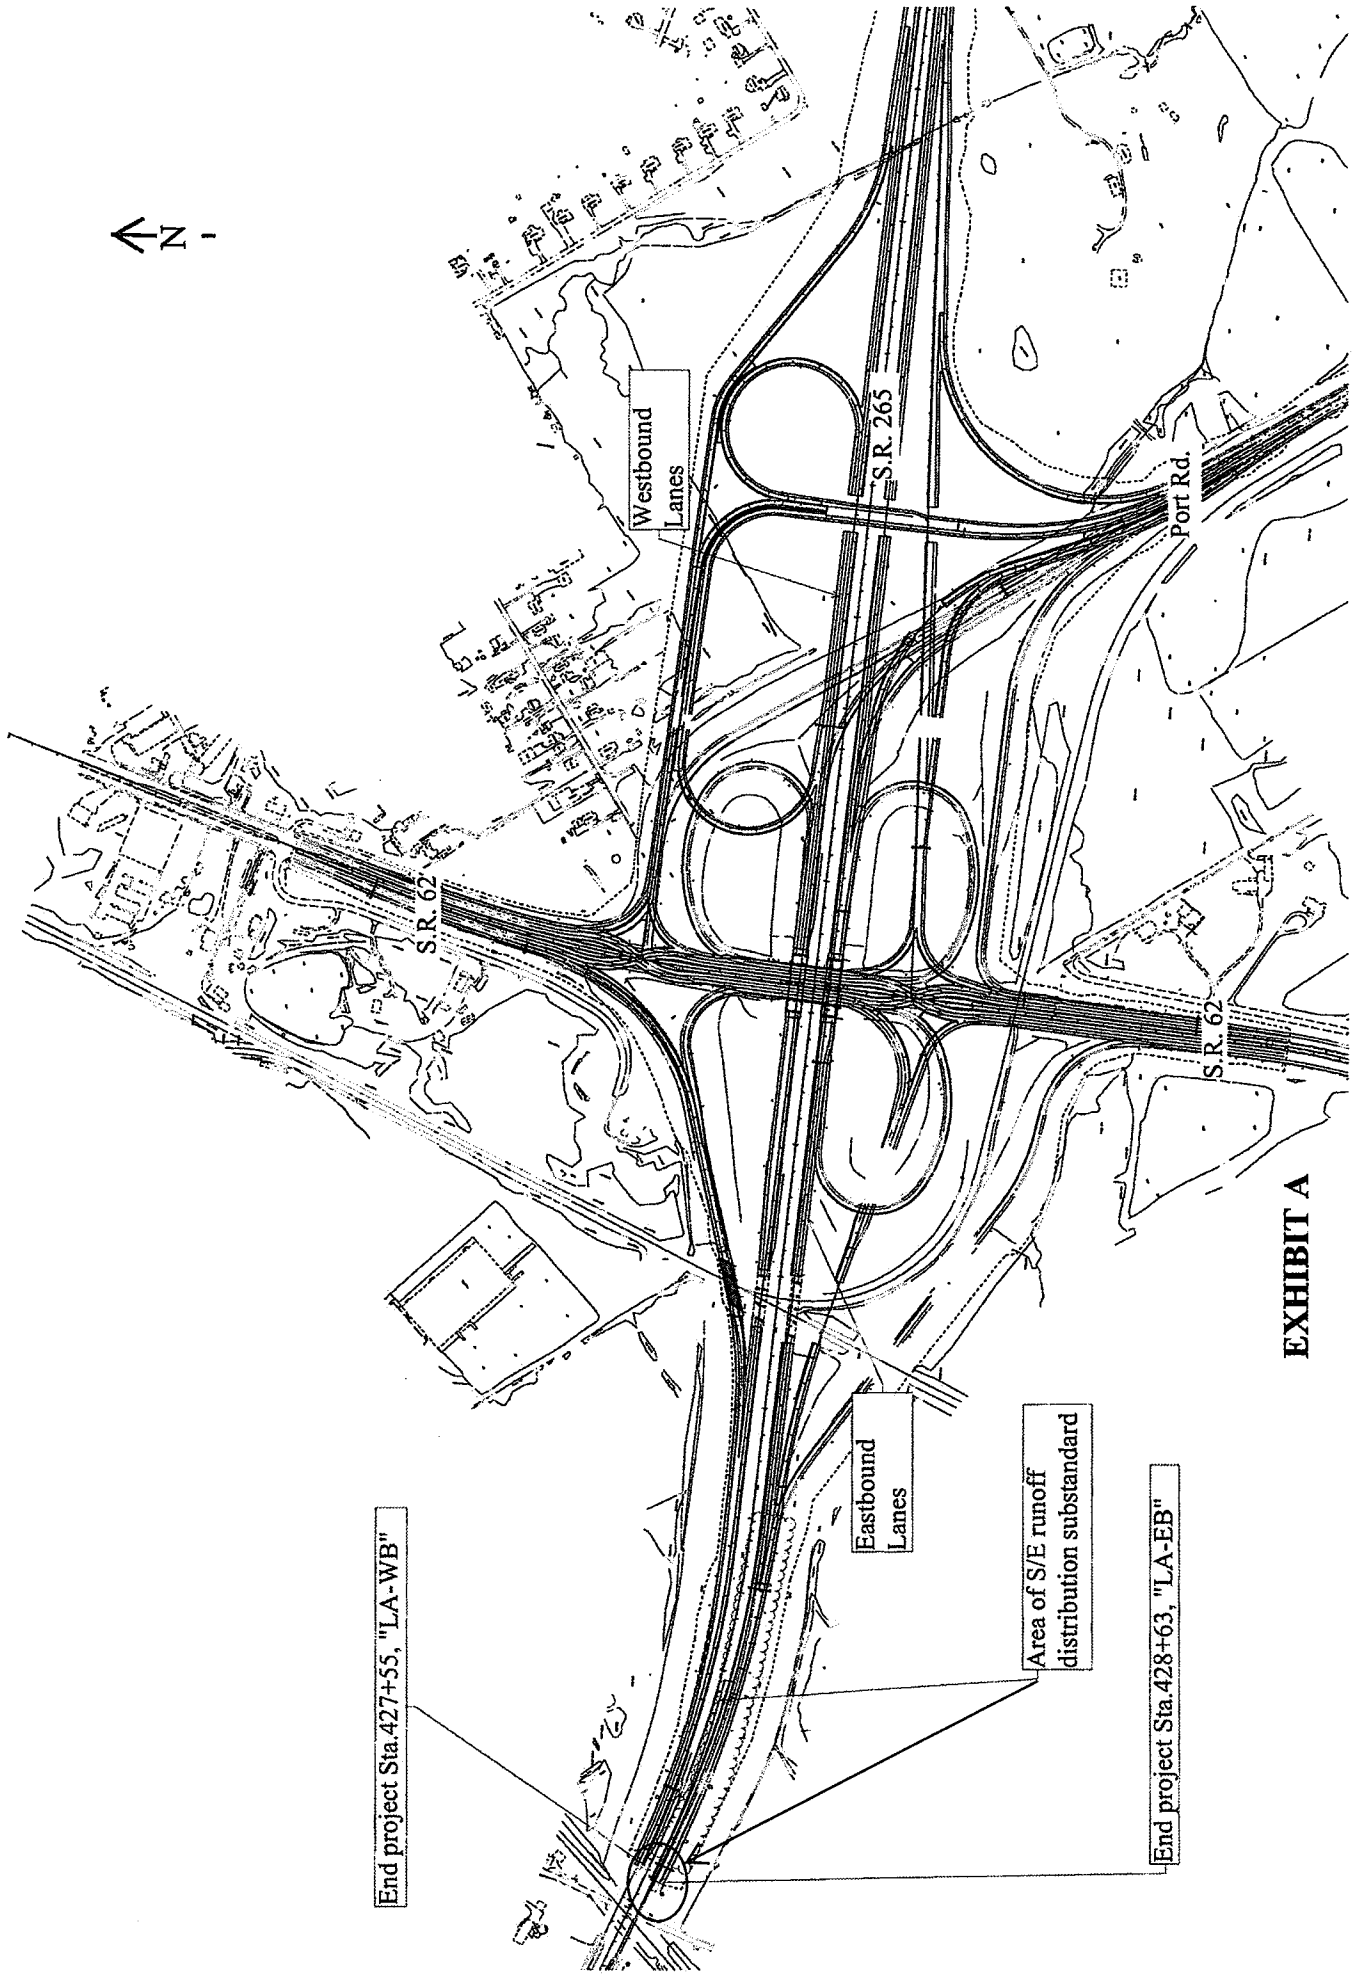 End project Sta.427+55, "LA-WB"
S.R. 62
Westbound
Lanes
N
S.R. 265
Eastbound
Lanes
Area of S/E runoff
distribution substandard
End project Sta.428+63, "LA-EB"
S.R. 62
Port Rd.
EXHIBIT A